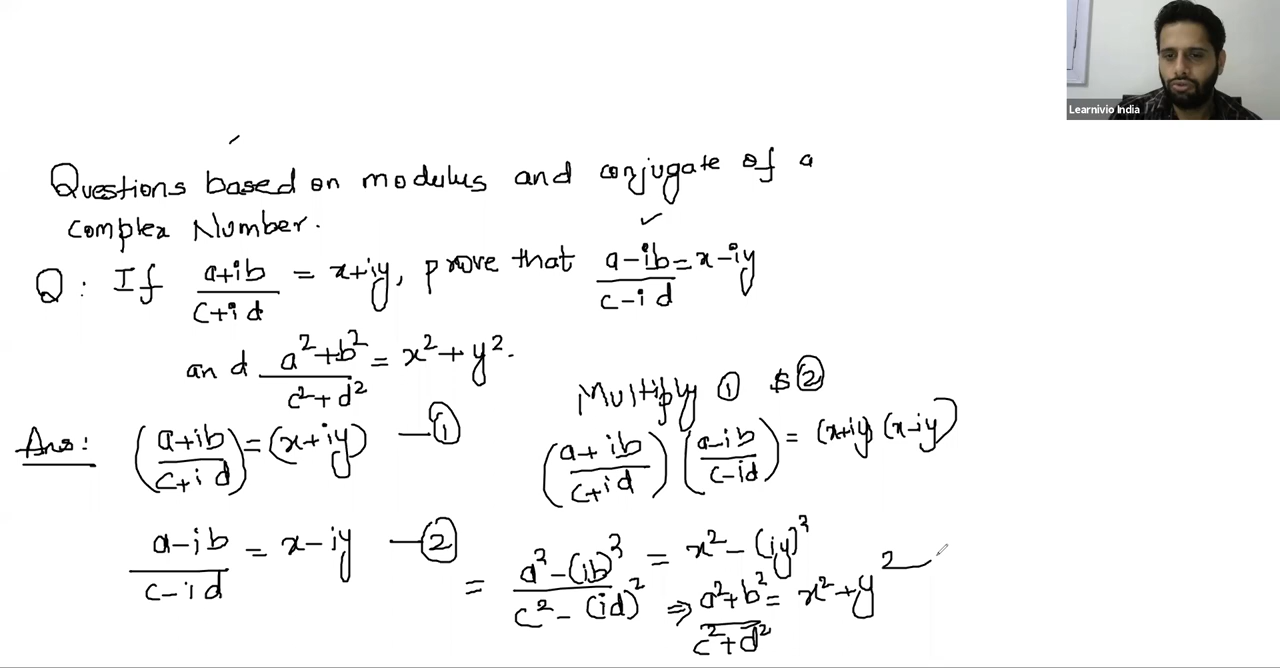 Learnivio India
Questions based on modulus and conjugate of a
complex Number.
Q: If (a+ib)/(c+id) = x+iy, prove that (a-ib)/(c-id) = x-iy
and (a²+b²)/(c²+d²) = x²+y².
Ans: ((a+ib)/(c+id)) = (x+iy) —①
(a-ib)/(c-id) = x-iy —②
Multiply ① & ②
((a+ib)/(c+id)) ((a-ib)/(c-id)) = (x+iy)(x-iy)
= (a²-(ib)²)/(c²-(id)²) = x²-(iy)²
⇒ (a²+b²)/(c²+d²) = x²+y²